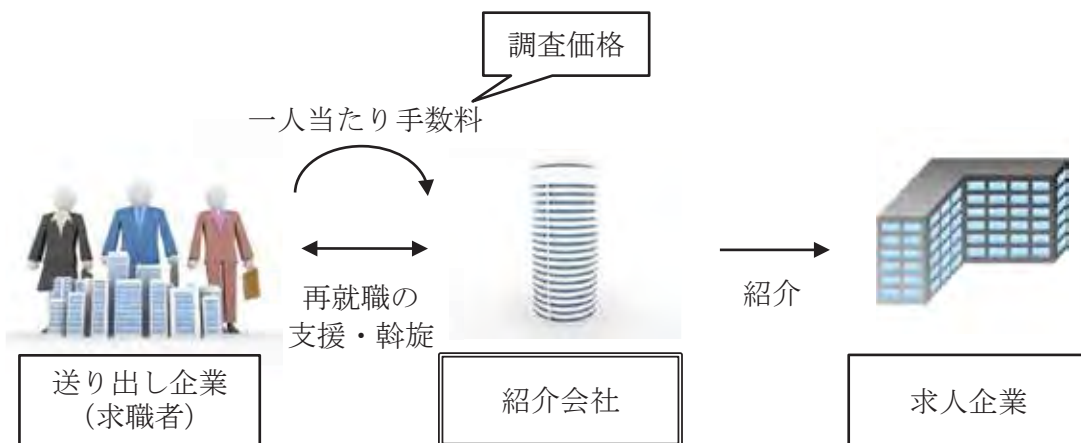 調査価格
一人当たり手数料
再就職の
支援・斡旋
紹介
送り出し企業
（求職者）
紹介会社
求人企業